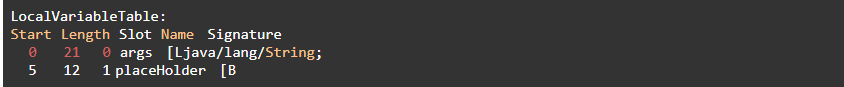 LocalVariableTable:
Start Length Slot Name Signature
0 21 0 args [Ljava/lang/String;
5 12 1 placeHolder [B